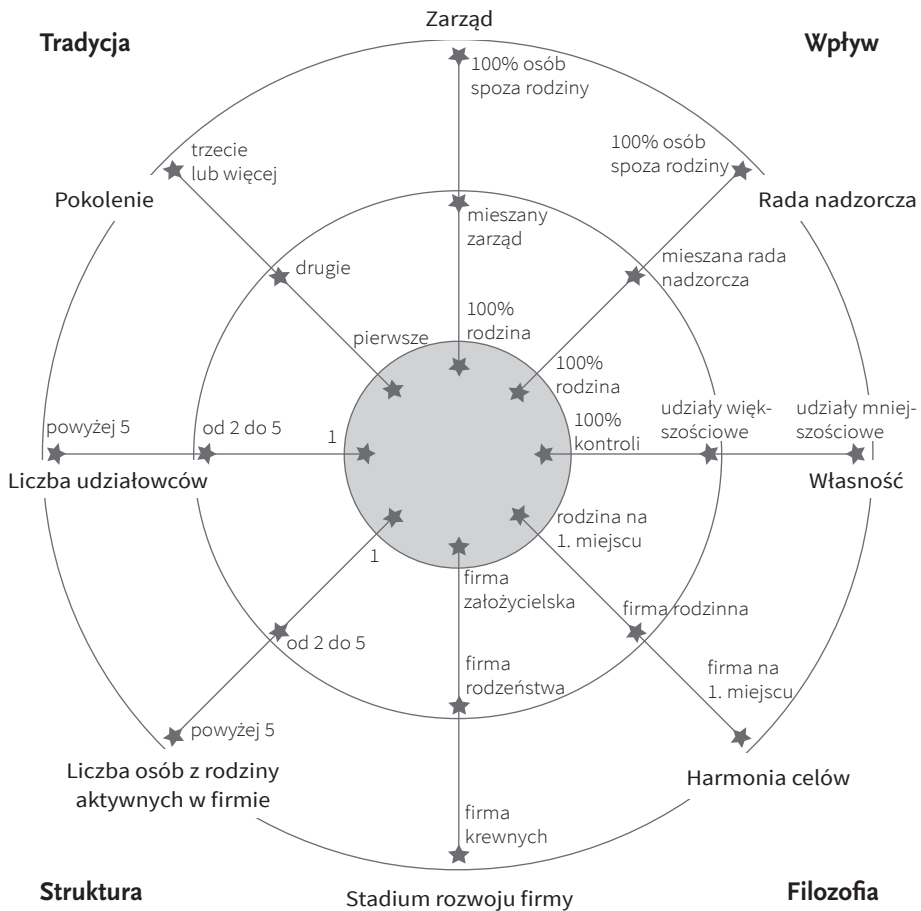 Zarząd
Tradycja
Wpływ
100% osób
spoza rodziny
trzecie
lub więcej
100% osób
spoza rodziny
Pokolenie
Rada nadzorcza
mieszany
zarząd
drugie
mieszana rada
nadzorcza
100%
rodzina
pierwsze
100%
rodzina
powyżej 5
od 2 do 5
1
100%
kontroli
udziały więk-
szościowe
udziały mniej-
szościowe
Liczba udziałowców
Własność
rodzina na
1. miejscu
1
firma
założycielska
firma rodzinna
od 2 do 5
firma
rodzeństwa
firma na
1. miejscu
powyżej 5
Liczba osób z rodziny
aktywnych w firmie
Harmonia celów
firma
krewnych
Struktura
Stadium rozwoju firmy
Filozofia